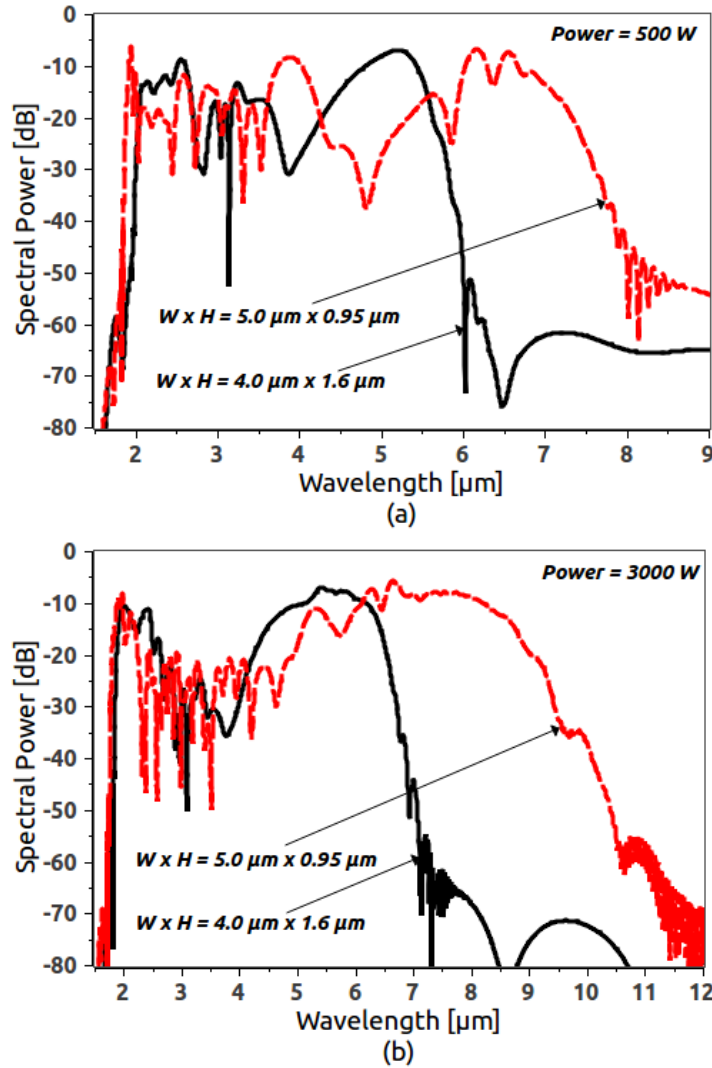 Power = 500 W
Spectral Power [dB]
0
-10
-20
-30
-40
-50
-60
-70
-80
W x H = 5.0 µm x 0.95 µm
W x H = 4.0 µm x 1.6 µm
2 3 4 5 6 7 8 9
Wavelength [µm]
(a)
Power = 3000 W
Spectral Power [dB]
0
-10
-20
-30
-40
-50
-60
-70
-80
W x H = 5.0 µm x 0.95 µm
W x H = 4.0 µm x 1.6 µm
2 3 4 5 6 7 8 9 10 11 12
Wavelength [µm]
(b)